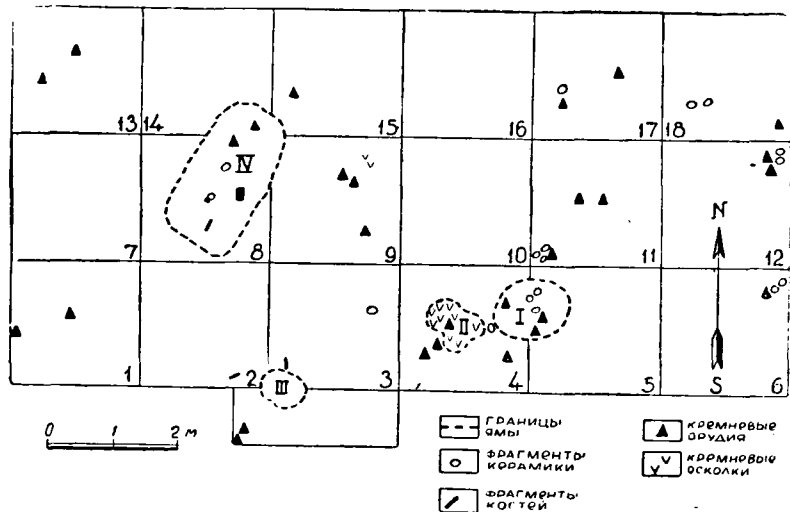 13 14 15 16 17 18
IV
N
7 8 9 10 11 12
I
II
S
III
1 2 3 4 5 6
0 1 2 м
ГРАНИЦЫ
ЯМЫ
КРЕМНЕВЫЕ
ОРУДИЯ
ФРАГМЕНТЫ
КЕРАМИКИ
КРЕМНЕВЫЕ
ОСКОЛКИ
ФРАГМЕНТЫ
КОСТЕЙ